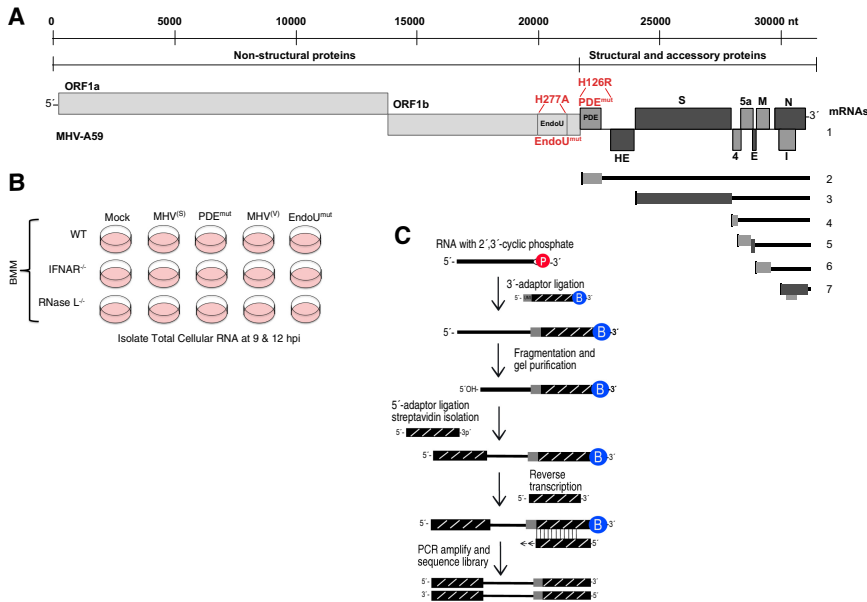 A
0 5000 10000 15000 20000 25000 30000 nt
Non-structural proteins Structural and accessory proteins
ORF1a
ORF1b
H277A
H126R
PDEmut
5´
EndoU
PDE
EndoUmut
MHV-A59
S
5a
M
N
3´
HE
4
E
I
mRNAs
1
2
3
4
5
6
7
B
Mock MHV(S) PDEmut MHV(V) EndoUmut
BMM
WT
IFNAR-/-
RNase L-/-
Isolate Total Cellular RNA at 9 & 12 hpi
C
RNA with 2´,3´-cyclic phosphate
5´- P -3´
3´-adaptor ligation
5´- B -3´
5´- B -3´
Fragmentation and
gel purification
5´OH- B -3´
5´-adaptor ligation
streptavidin isolation
5´- -3p´
5´- B -3´
Reverse
transcription
5´- -3´
5´- B -3´
-5´
PCR amplify and
sequence library
5´- -3´
3´- -5´